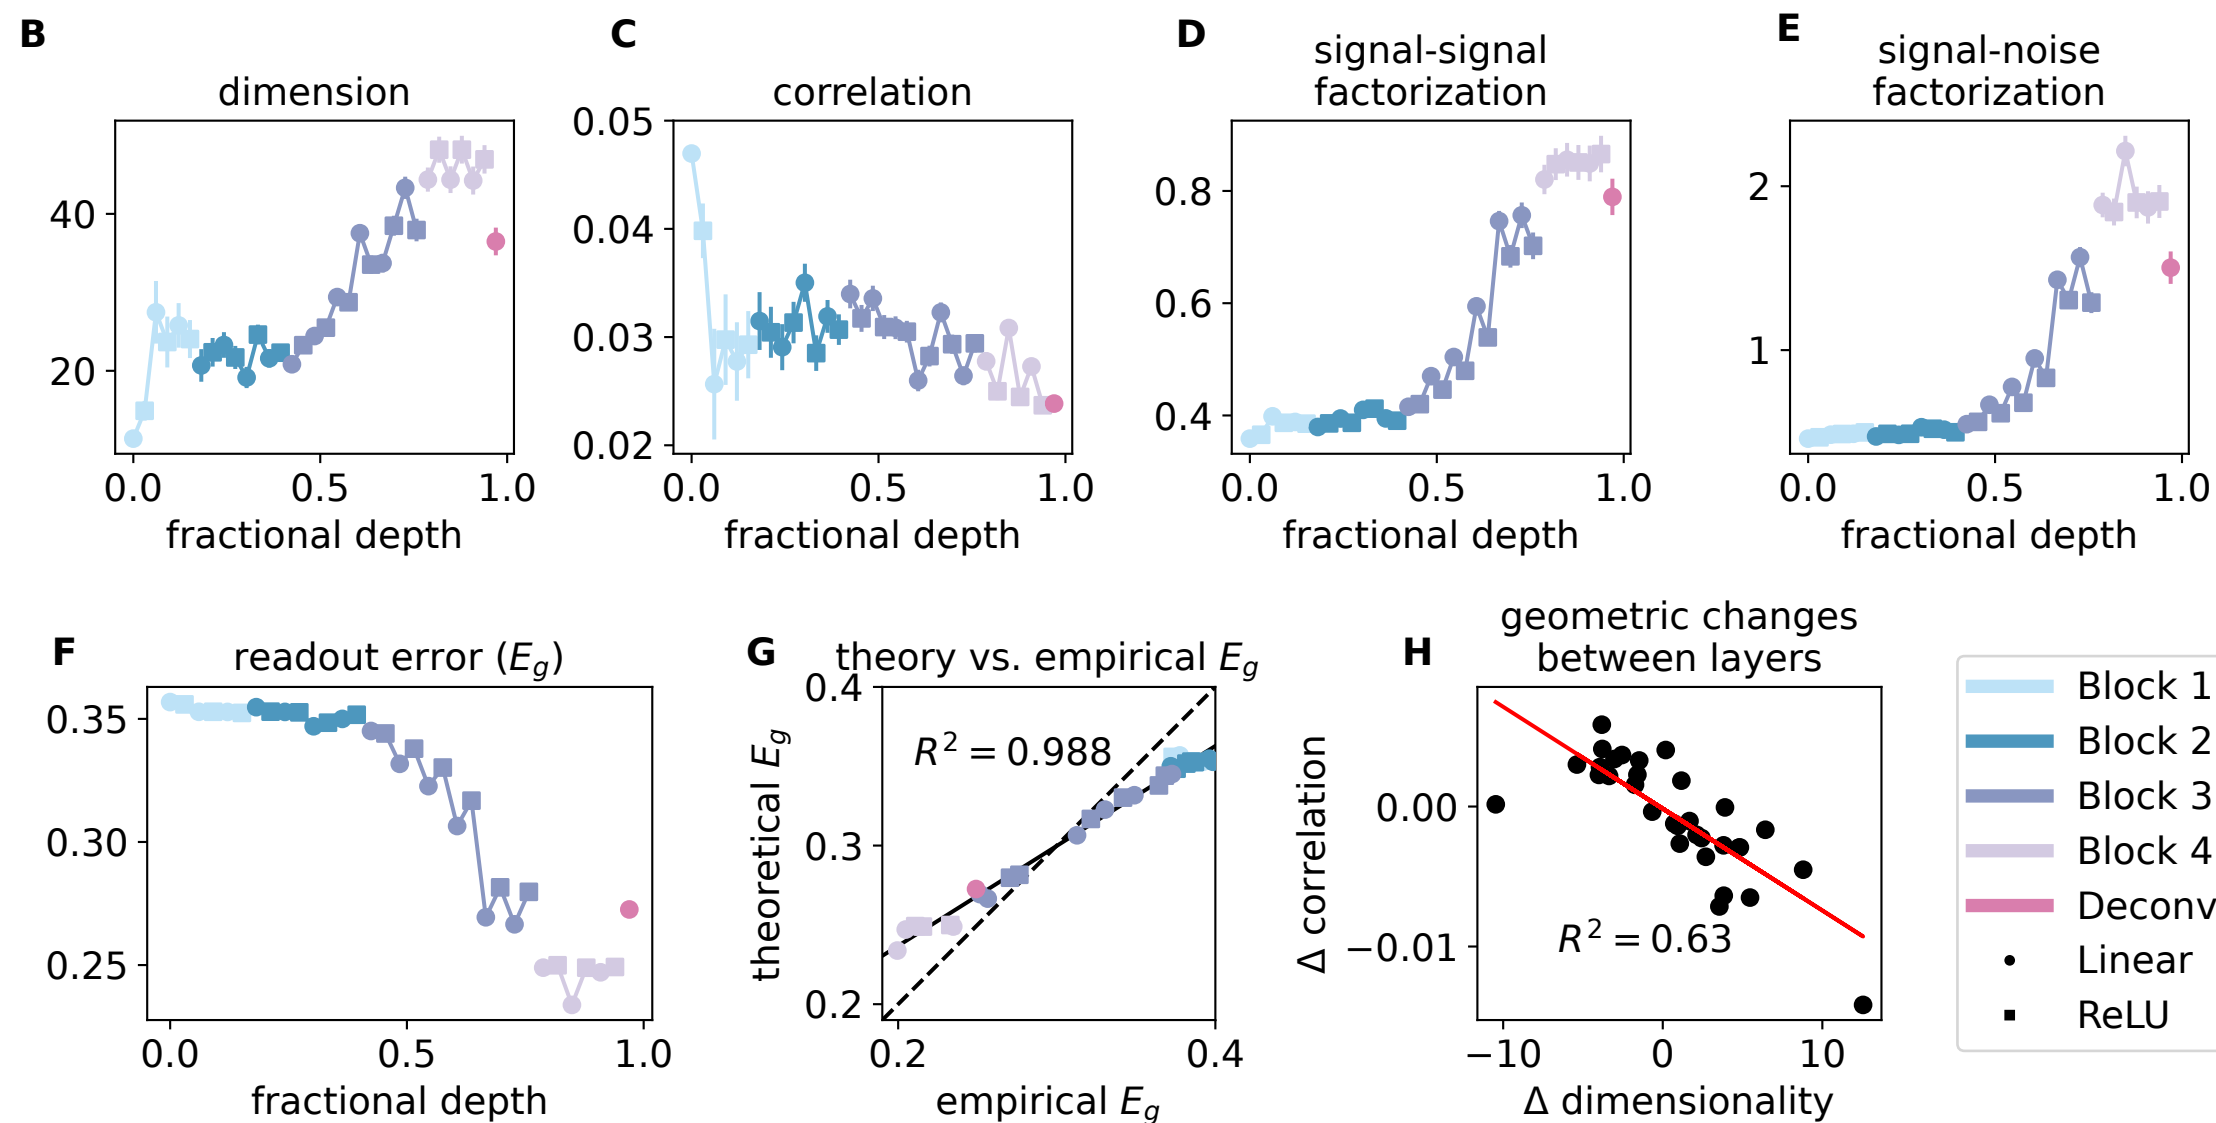 B
dimension
40
20
0.0 0.5 1.0
fractional depth
C
correlation
0.05
0.04
0.03
0.02
0.0 0.5 1.0
fractional depth
D
signal-signal
factorization
0.8
0.6
0.4
0.0 0.5 1.0
fractional depth
E
signal-noise
factorization
2
1
0.0 0.5 1.0
fractional depth
F
readout error (E_g)
0.35
0.30
0.25
0.0 0.5 1.0
fractional depth
G
theory vs. empirical E_g
theoretical E_g
0.4
0.3
0.2
R² = 0.988
0.2 0.4
empirical E_g
H
geometric changes
between layers
Δ correlation
0.00
−0.01
R² = 0.63
−10 0 10
Δ dimensionality
Block 1
Block 2
Block 3
Block 4
Deconv
Linear
ReLU